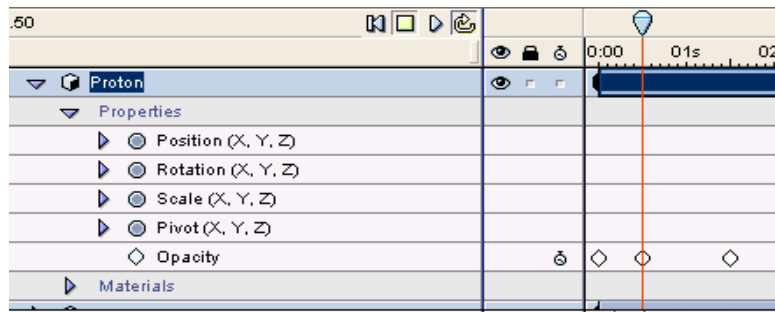 .50
0:00 01s 02
Proton
Properties
Position (X, Y, Z)
Rotation (X, Y, Z)
Scale (X, Y, Z)
Pivot (X, Y, Z)
Opacity
Materials